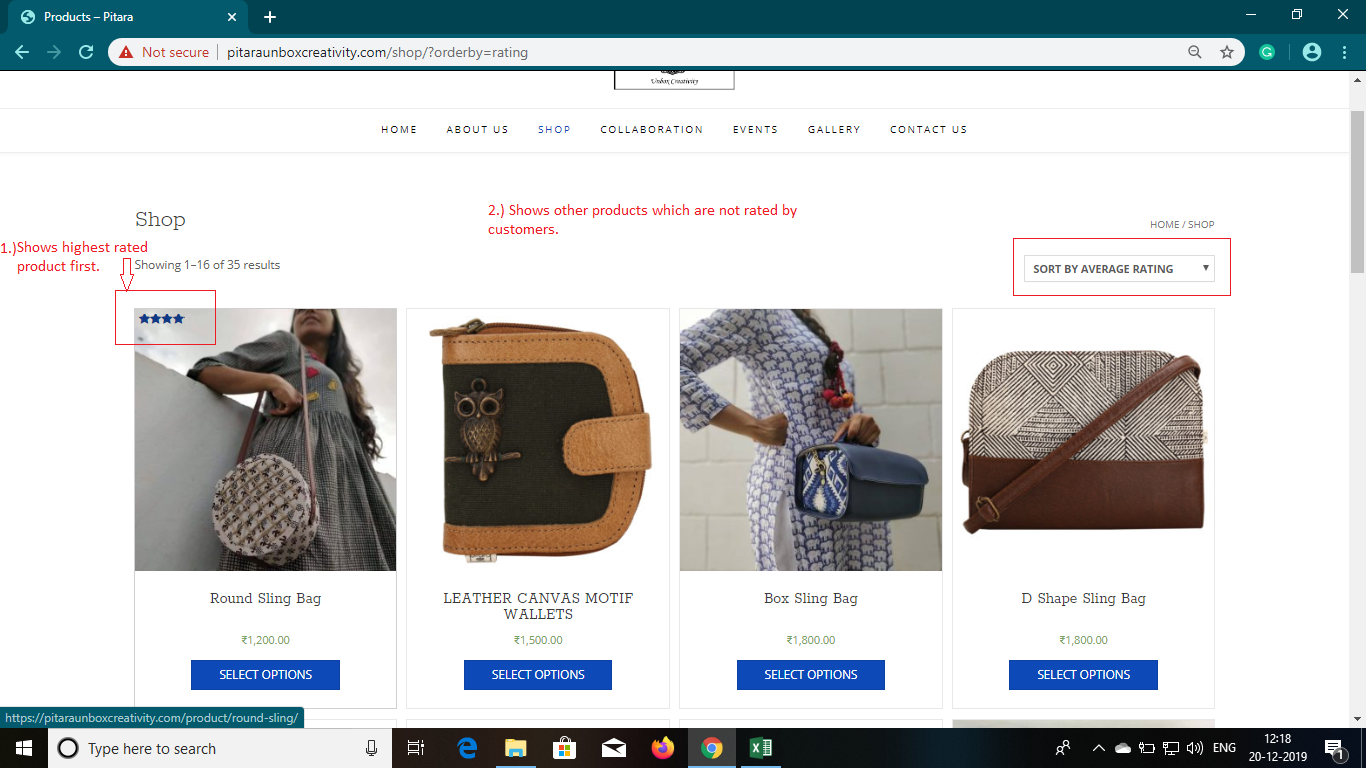 Products – Pitara
Not secure
pitaraunboxcreativity.com/shop/?orderby=rating
Unbox Creativity
HOME
ABOUT US
SHOP
COLLABORATION
EVENTS
GALLERY
CONTACT US
Shop
2.) Shows other products which are not rated by
customers.
HOME / SHOP
1.)Shows highest rated
product first.
Showing 1–16 of 35 results
SORT BY AVERAGE RATING
Round Sling Bag
₹1,200.00
SELECT OPTIONS
LEATHER CANVAS MOTIF
WALLETS
₹1,500.00
SELECT OPTIONS
Box Sling Bag
₹1,800.00
SELECT OPTIONS
D Shape Sling Bag
₹1,800.00
SELECT OPTIONS
https://pitaraunboxcreativity.com/product/round-sling/
Type here to search
ENG
12:18
20-12-2019
1